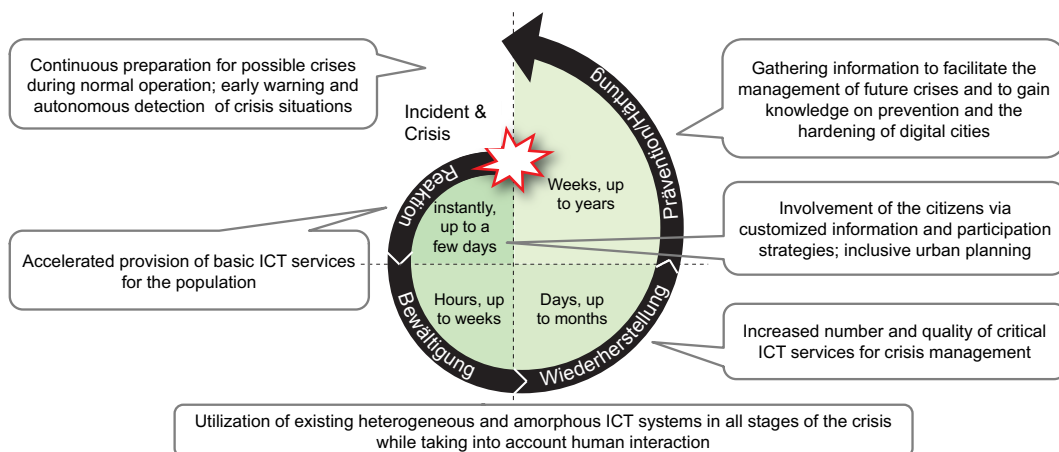 Continuous preparation for possible crises
during normal operation; early warning and
autonomous detection of crisis situations
Incident &
Crisis
Gathering information to facilitate the
management of future crises and to gain
knowledge on prevention and the
hardening of digital cities
Prävention/Härtung
Reaktion
Weeks, up
to years
instantly,
up to a
few days
Involvement of the citizens via
customized information and participation
strategies; inclusive urban planning
Accelerated provision of basic ICT services
for the population
Bewältigung
Hours, up
to weeks
Days, up
to months
Wiederherstellung
Increased number and quality of critical
ICT services for crisis management
Utilization of existing heterogeneous and amorphous ICT systems in all stages of the crisis
while taking into account human interaction